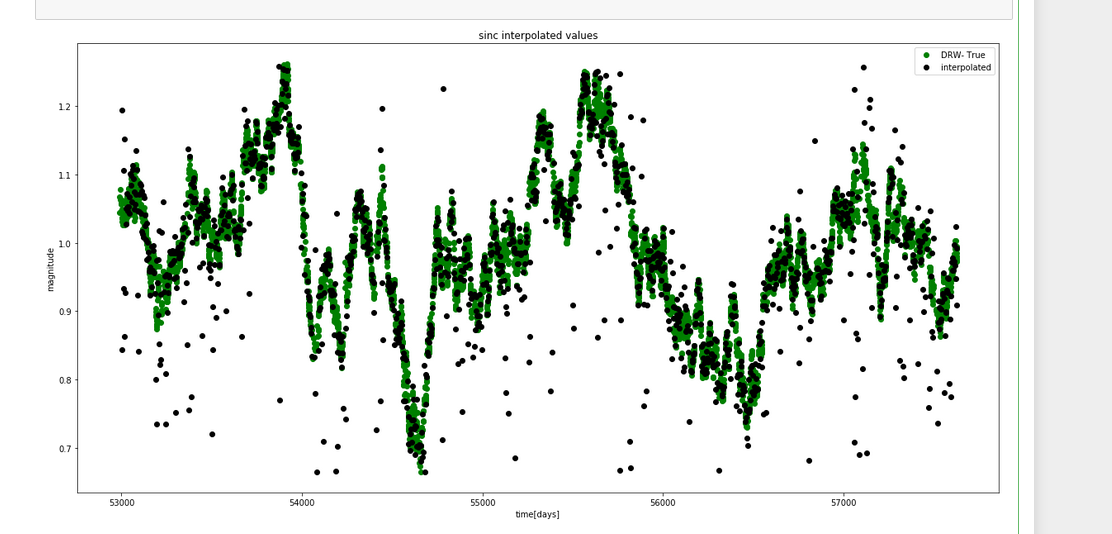 sinc interpolated values
DRW- True
interpolated
1.2
1.1
1.0
0.9
0.8
0.7
magnitude
53000 54000 55000 56000 57000
time[days]